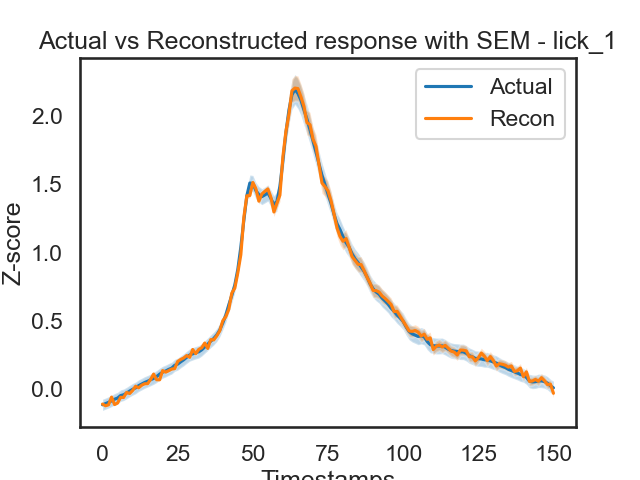 Actual vs Reconstructed response with SEM - lick_1
Actual
Recon
Z-score
2.0
1.5
1.0
0.5
0.0
0 25 50 75 100 125 150
Timestamps